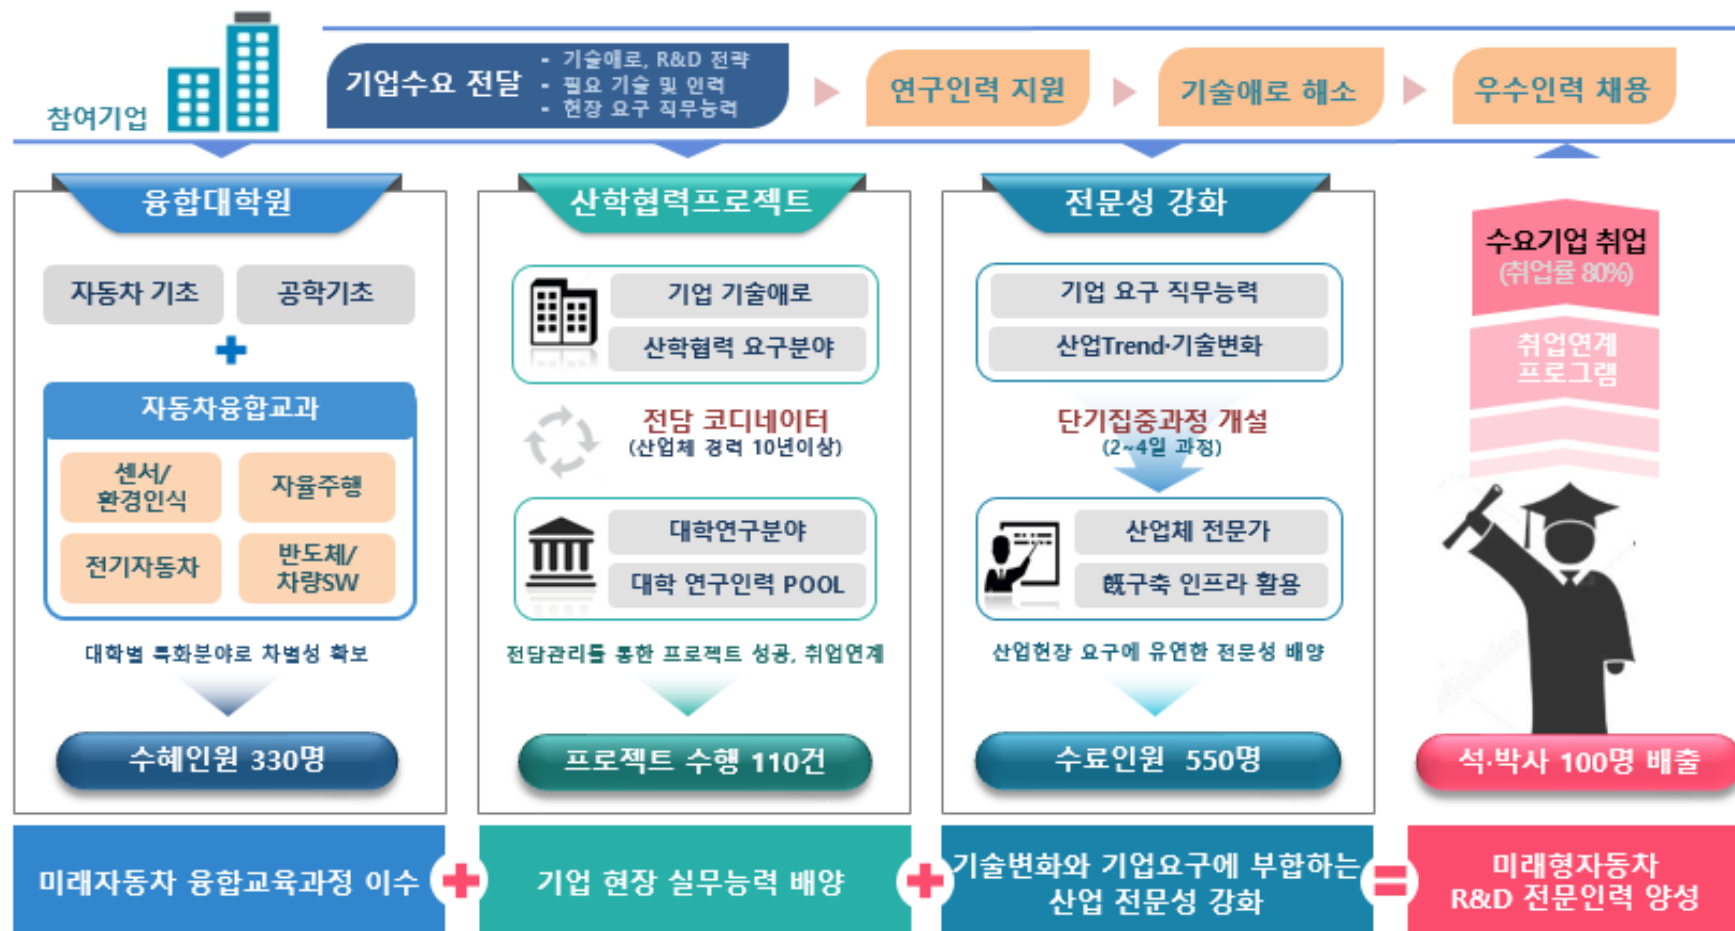 참여기업
기업수요 전달
- 기술애로, R&D 전략
- 필요 기술 및 인력
- 현장 요구 직무능력
연구인력 지원
기술애로 해소
우수인력 채용
융합대학원
자동차 기초
공학기초
자동차융합교과
센서/
환경인식
자율주행
전기자동차
반도체/
차량SW
대학별 특화분야로 차별성 확보
수혜인원 330명
미래자동차 융합교육과정 이수
산학협력프로젝트
기업 기술애로
산학협력 요구분야
전담 코디네이터
(산업체 경력 10년이상)
대학연구분야
대학 연구인력 POOL
전담관리를 통한 프로젝트 성공, 취업연계
프로젝트 수행 110건
기업 현장 실무능력 배양
전문성 강화
기업 요구 직무능력
산업Trend·기술변화
단기집중과정 개설
(2~4일 과정)
산업체 전문가
旣구축 인프라 활용
산업현장 요구에 유연한 전문성 배양
수료인원 550명
기술변화와 기업요구에 부합하는
산업 전문성 강화
수요기업 취업
(취업률 80%)
취업연계
프로그램
석·박사 100명 배출
미래형자동차
R&D 전문인력 양성